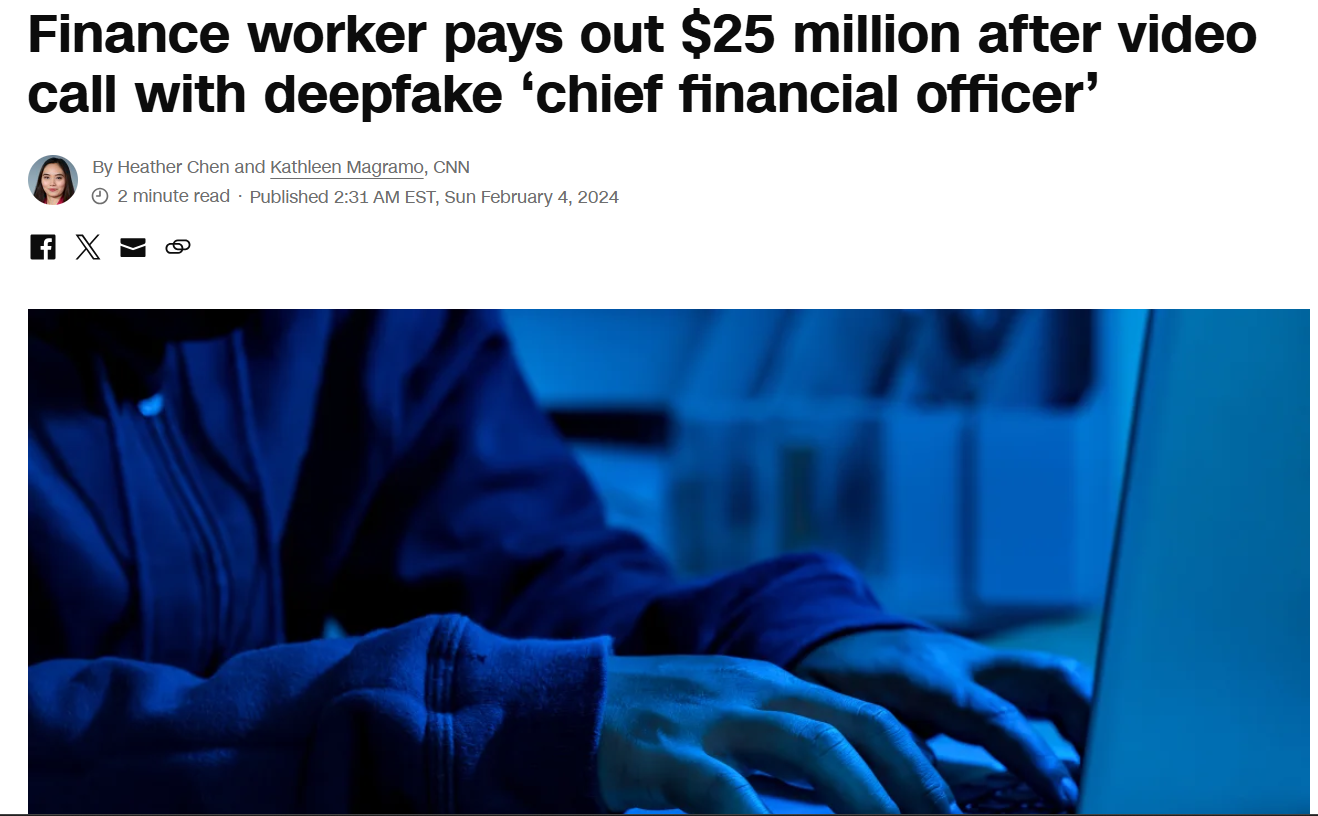 Finance worker pays out $25 million after video
call with deepfake ‘chief financial officer’
By Heather Chen and Kathleen Magramo, CNN
2 minute read · Published 2:31 AM EST, Sun February 4, 2024